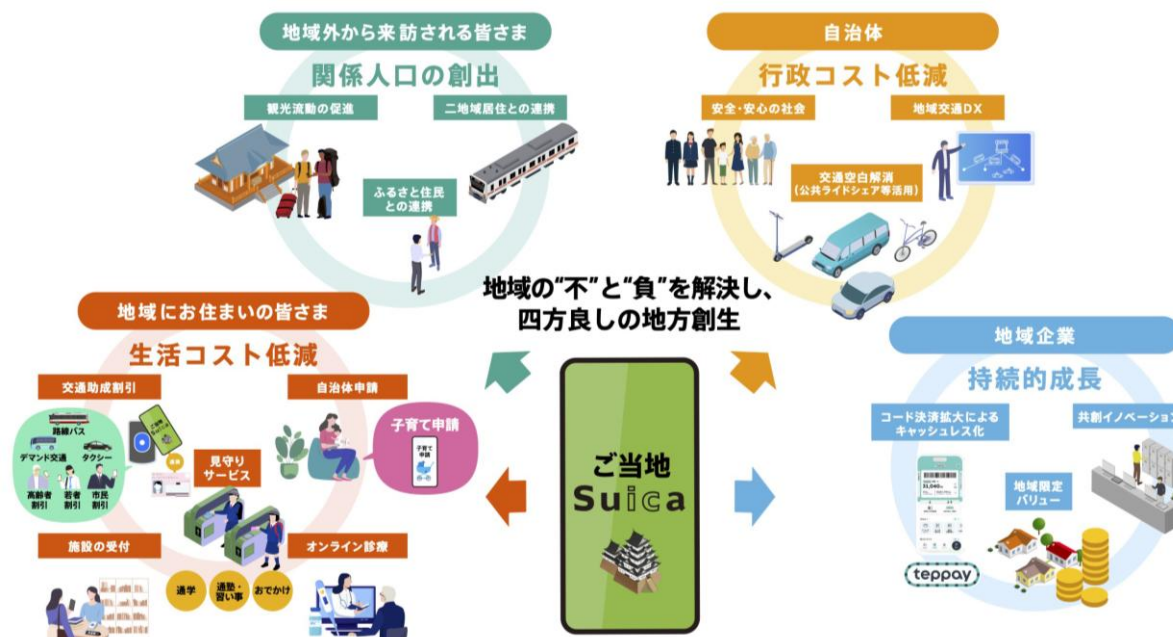 地域外から来訪される皆さま
関係人口の創出
観光流動の促進
二地域居住との連携
ふるさと住民
との連携
自治体
行政コスト低減
安全・安心の社会
地域交通DX
交通空白解消
(公共ライドシェア等活用)
地域の“不”と“負”を解決し、
四方良しの地方創生
地域にお住まいの皆さま
生活コスト低減
交通助成割引
自治体申請
路線バス
デマンド交通
タクシー
高齢者
割引
若者
割引
市民
割引
ご当地
Suica
見守り
サービス
子育て申請
子育て
申請
施設の受付
オンライン診療
通学
通塾・
習い事
おでかけ
ご当地
Suica
地域企業
持続的成長
コード決済拡大による
キャッシュレス化
共創イノベーション
地域限定
バリュー
teppay